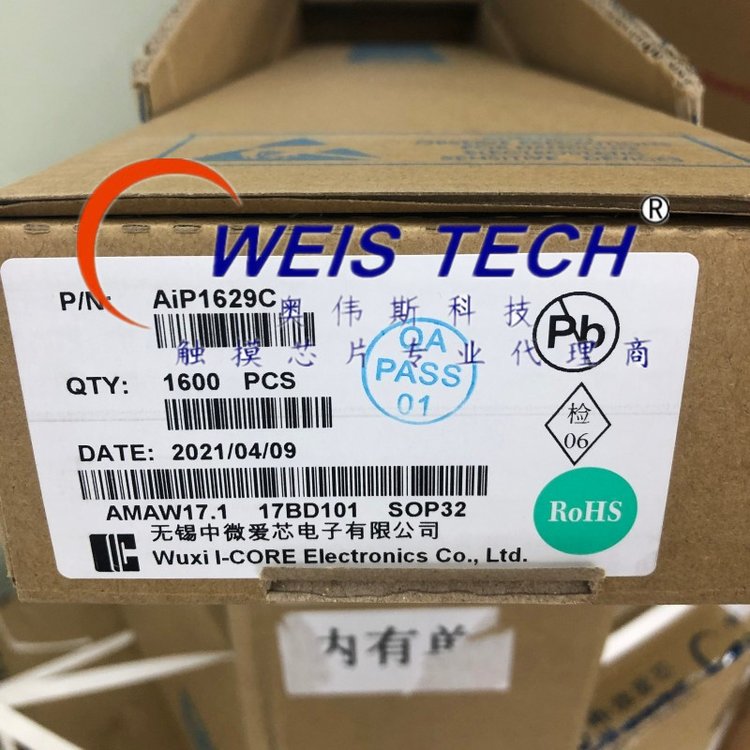 WEIS TECH®
奥伟斯科技
触摸芯片专业代理商
P/N: AiP1629C
Pb
QA
PASS
01
QTY: 1600 PCS
检
06
DATE: 2021/04/09
AMAW17.1 17BD101 SOP32
RoHS
无锡中微爱芯电子有限公司
Wuxi I-CORE Electronics Co., Ltd.
内有单